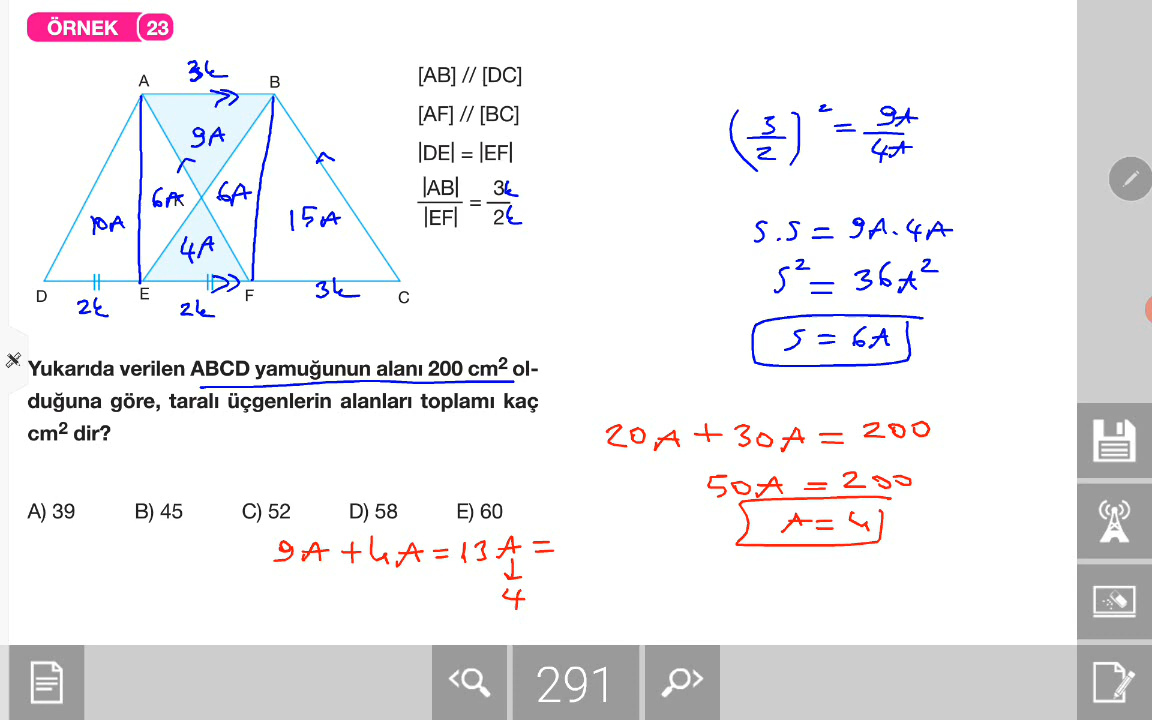 ÖRNEK 23
3k
A B
9A
6A 6A
10A 15A
4A
D E F C
2k 2k 3k
[AB] // [DC]
[AF] // [BC]
|DE| = |EF|
|AB| / |EF| = 3k / 2k
(3/2)² = 9A/4A
S.S = 9A.4A
S² = 36A²
S = 6A
Yukarıda verilen ABCD yamuğunun alanı 200 cm² ol-
duğuna göre, taralı üçgenlerin alanları toplamı kaç
cm² dir?
20A + 30A = 200
50A = 200
A = 4
A) 39 B) 45 C) 52 D) 58 E) 60
9A + 4A = 13A =
4
291